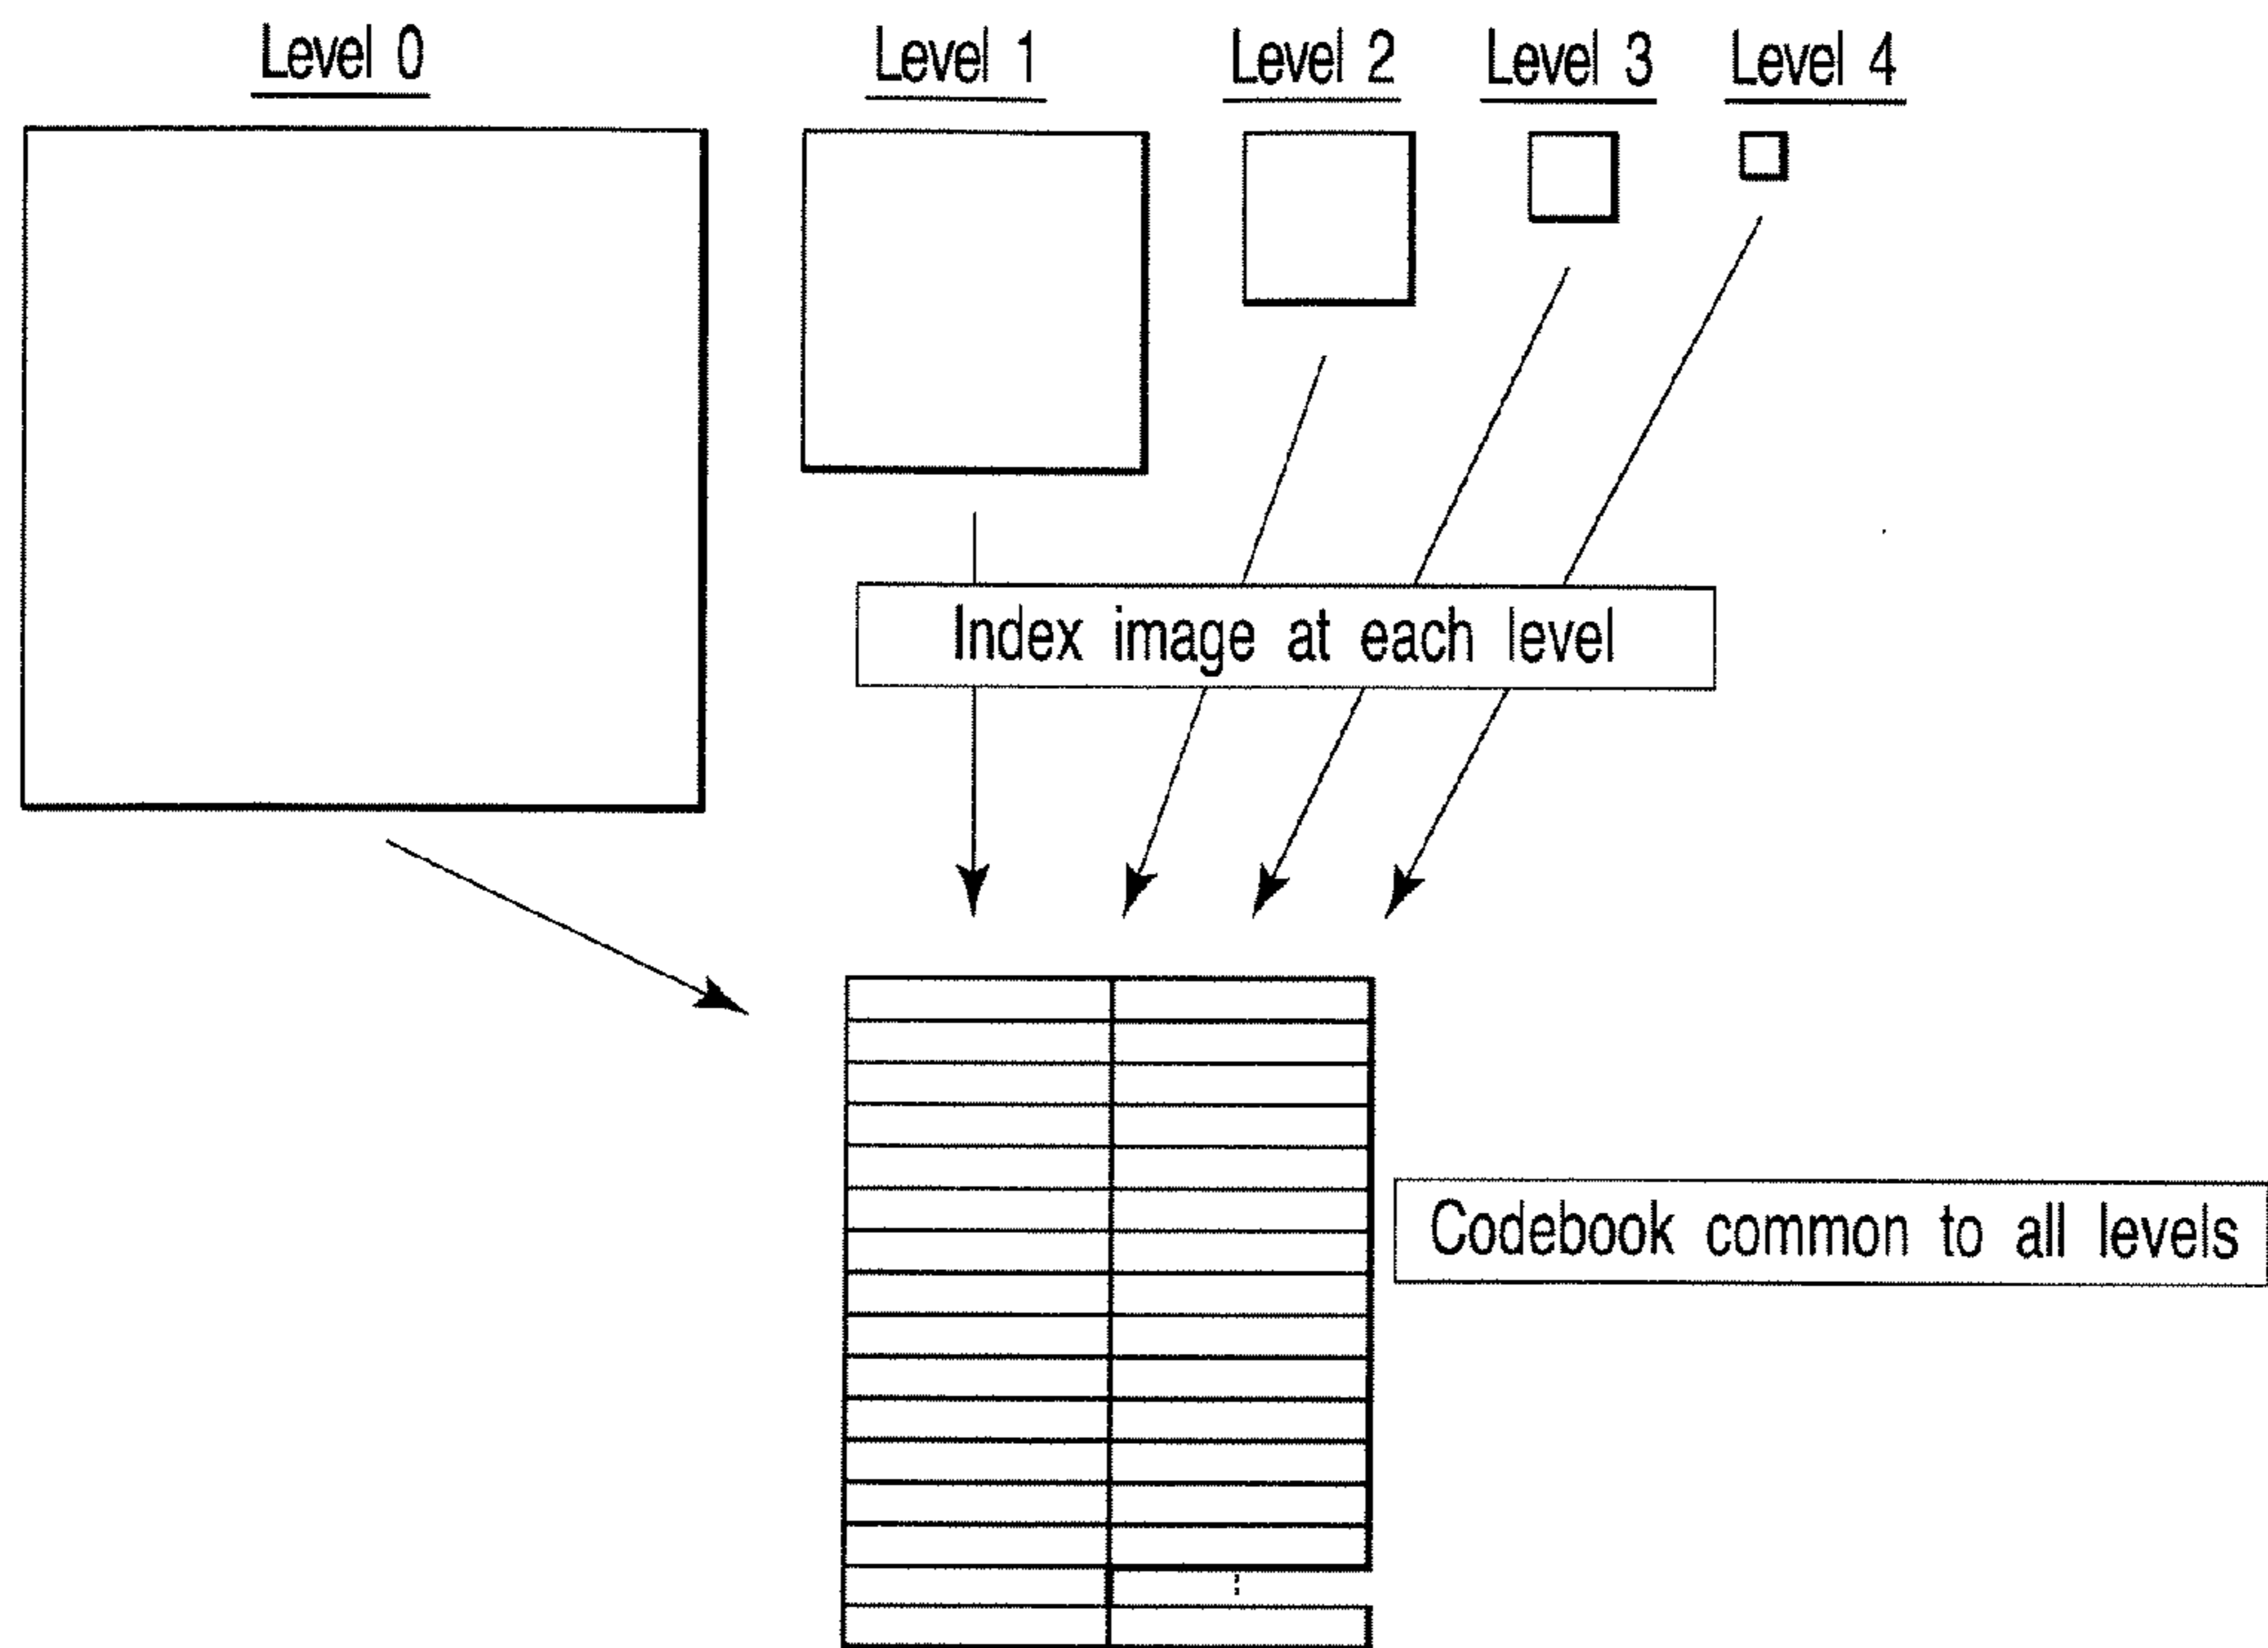 Level 0
Level 1
Level 2
Level 3
Level 4
Index image at each level
Codebook common to all levels